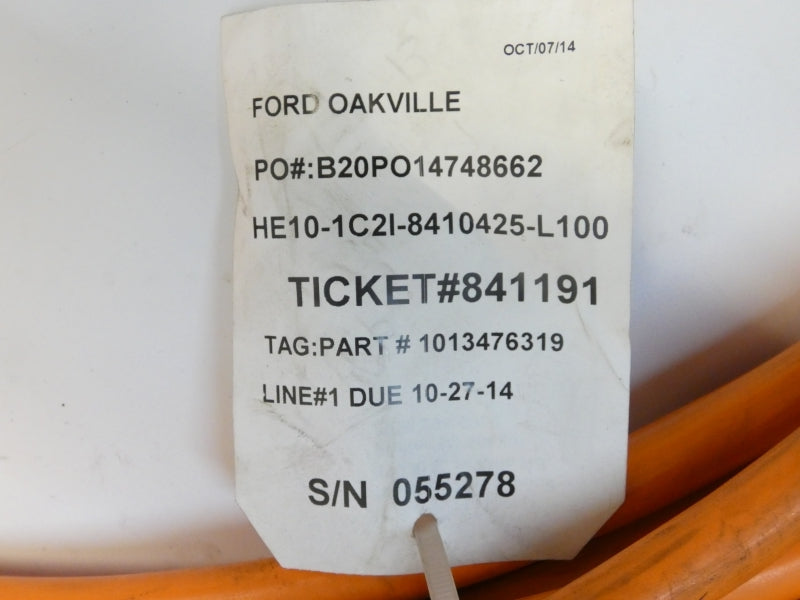 OCT/07/14
FORD OAKVILLE
PO#:B20PO14748662
HE10-1C2I-8410425-L100
TICKET#841191
TAG:PART # 1013476319
LINE#1 DUE 10-27-14
S/N 055278